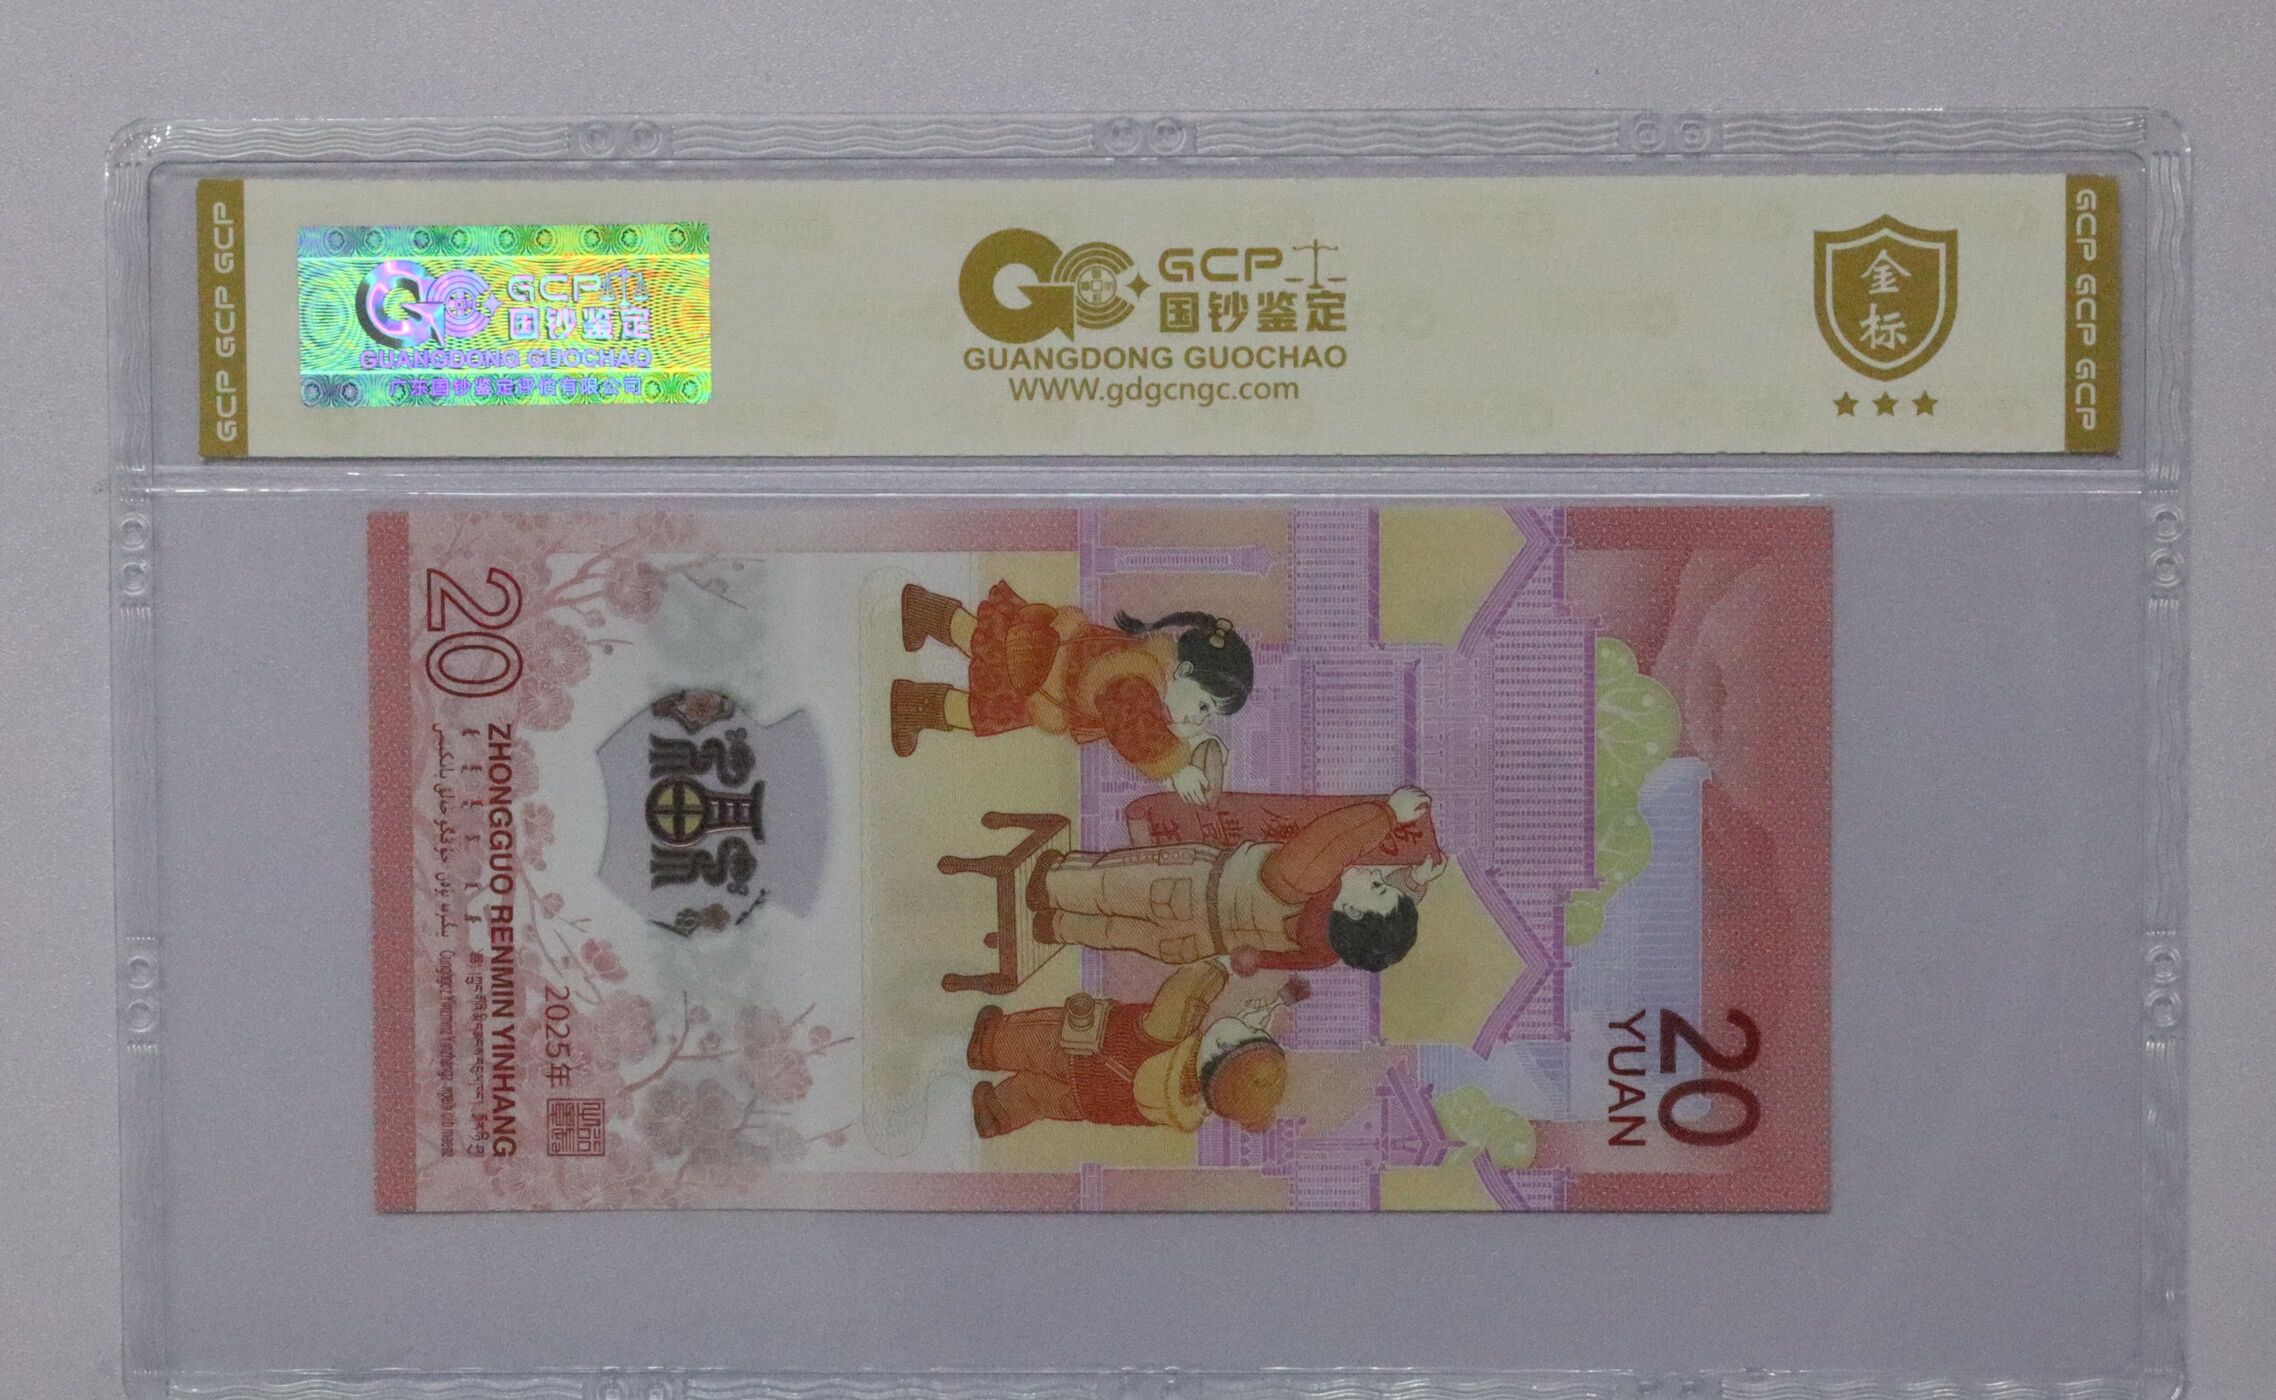 GCP GCP GCP
GCP 国钞鉴定
GUANGDONG GUOCHAO
广东国钞鉴定评估有限公司
GCP
国钞鉴定
GUANGDONG GUOCHAO
WWW.gdgcngc.com
金标
GCP GCP GCP
20
YUAN
20
ZHONGGUO RENMIN YINHANG
2025年